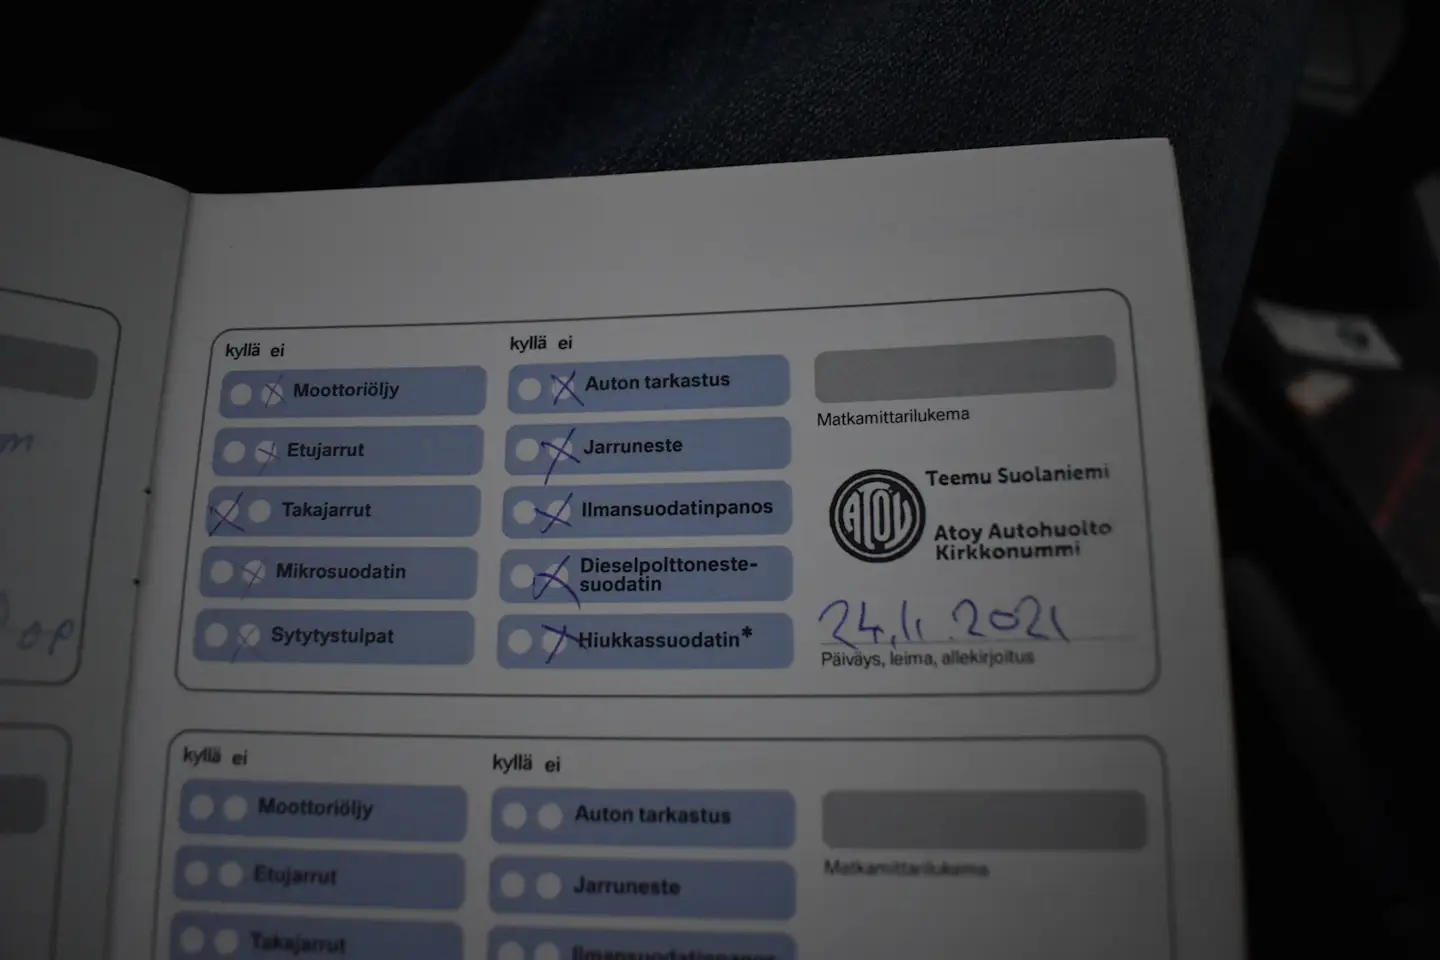 kyllä ei
Moottoriöljy
Etujarrut
Takajarrut
Mikrosuodatin
Sytytystulpat
kyllä ei
Auton tarkastus
Jarruneste
Ilmansuodatinpanos
Dieselpolttoneste-
suodatin
Hiukkassuodatin*
Matkamittarilukema
ATOY
Teemu Suolaniemi
Atoy Autohuolto
Kirkkonummi
24.11.2021
Päiväys, leima, allekirjoitus
kyllä ei
Moottoriöljy
Etujarrut
Takajarrut
kyllä ei
Auton tarkastus
Jarruneste
Ilmansuodatinpanos
Matkamittarilukema